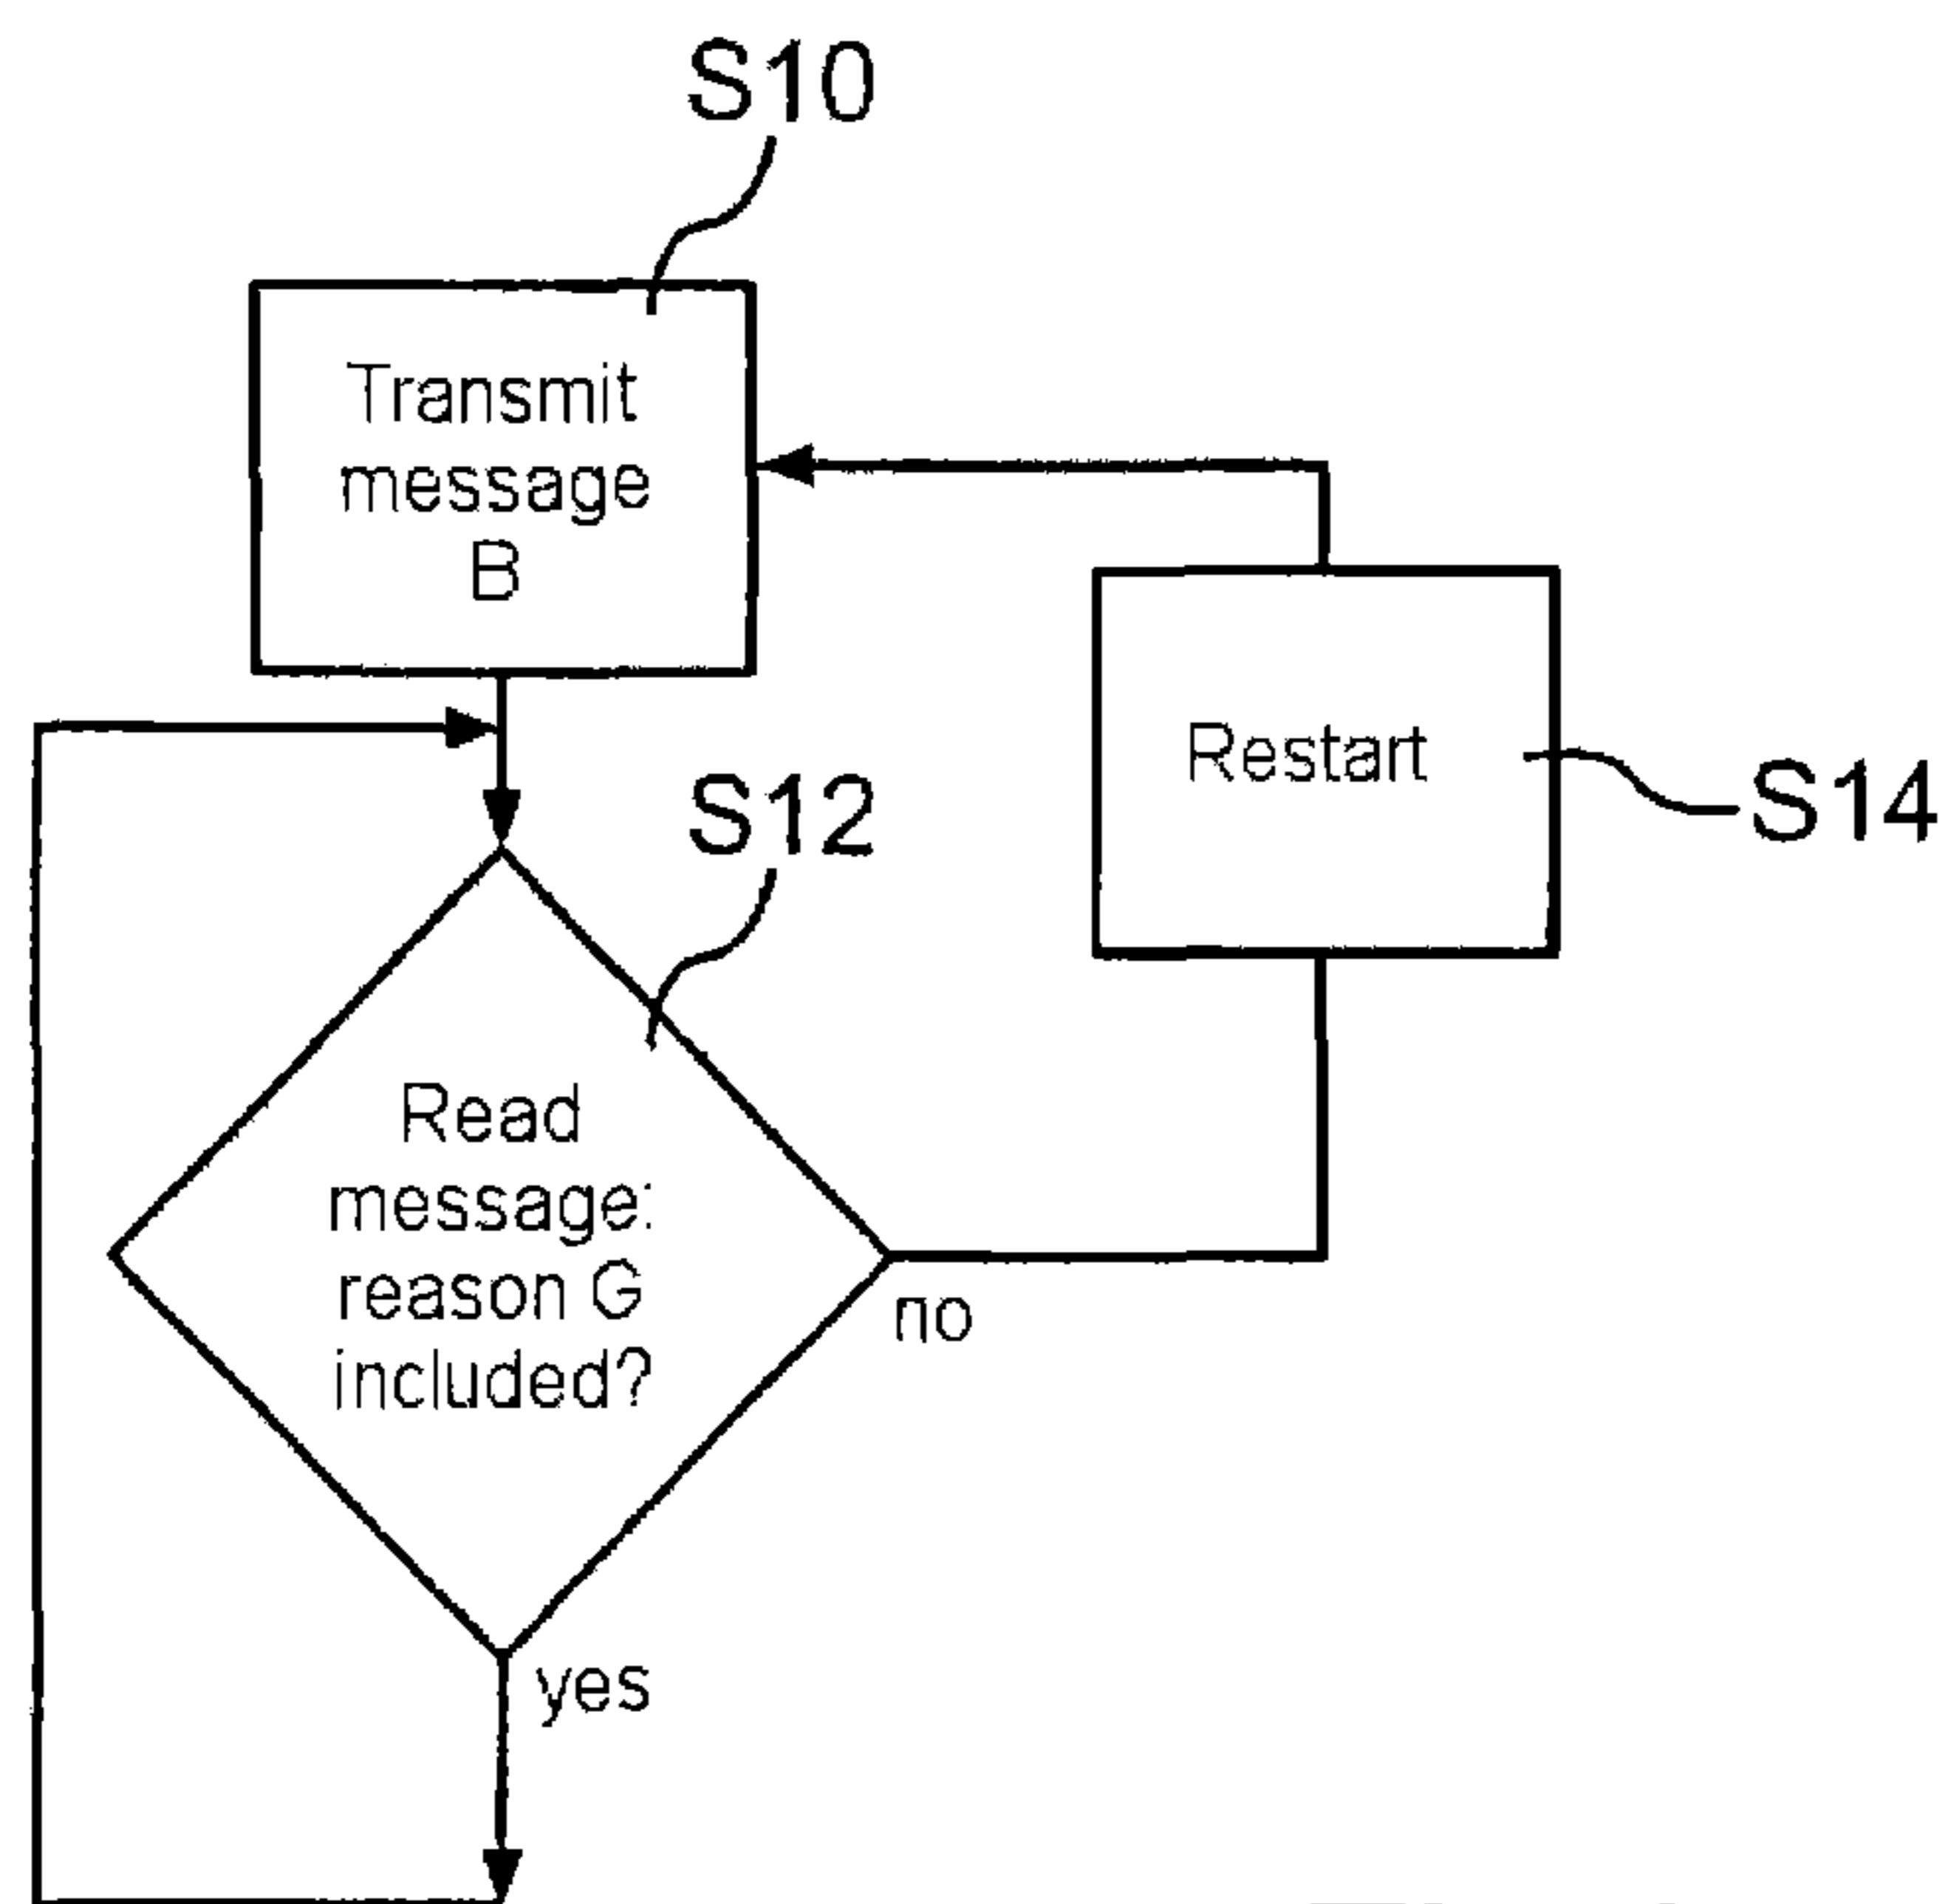 S10
Transmit
message
B
Restart
S14
S12
Read
message:
reason G
included?
no
yes